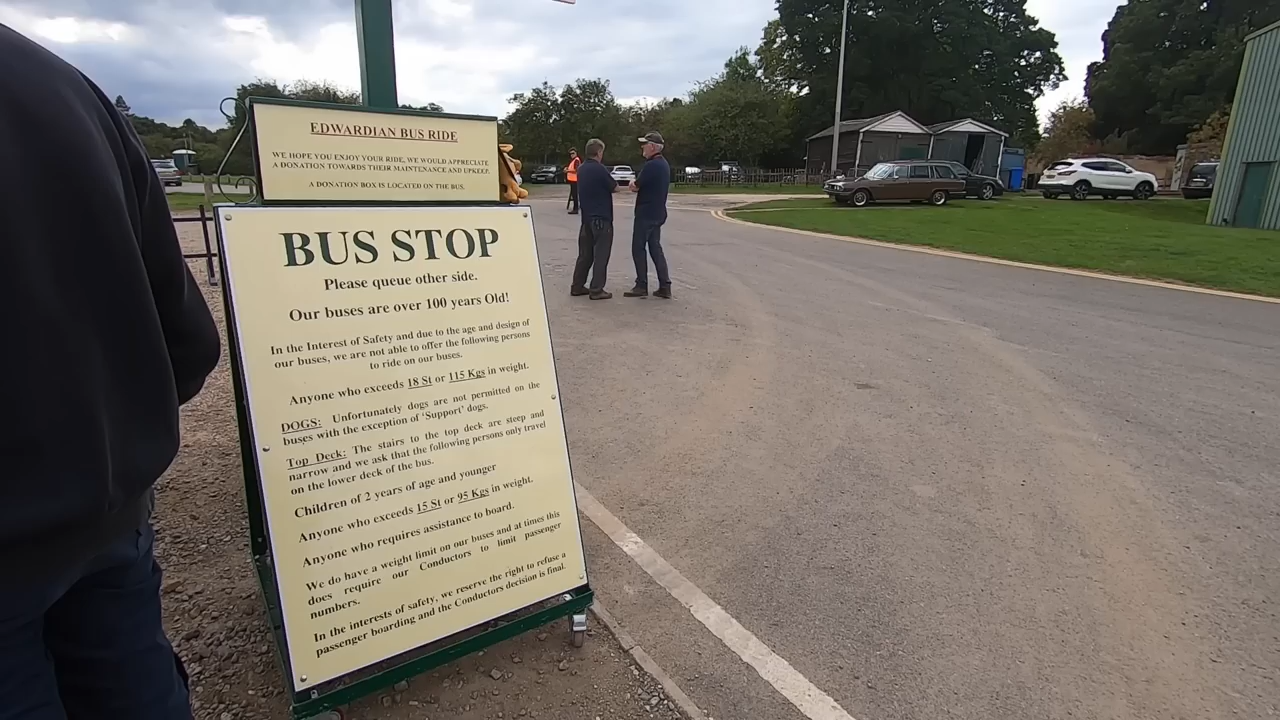 EDWARDIAN BUS RIDE
WE HOPE YOU ENJOY YOUR RIDE, WE WOULD APPRECIATE
A DONATION TOWARDS THEIR MAINTENANCE AND UPKEEP.
A DONATION BOX IS LOCATED ON THE BUS.
BUS STOP
Please queue other side.
Our buses are over 100 years Old!
In the Interest of Safety and due to the age and design of
our buses, we are not able to offer the following persons
to ride on our buses.
Anyone who exceeds 18 St or 115 Kgs in weight.
DOGS: Unfortunately dogs are not permitted on the
buses with the exception of 'Support' dogs.
Top Deck: The stairs to the top deck are steep and
narrow and we ask that the following persons only travel
on the lower deck of the bus.
Children of 2 years of age and younger
Anyone who exceeds 15 St or 95 Kgs in weight.
Anyone who requires assistance to board.
We do have a weight limit on our buses and at times this
does require our Conductors to limit passenger
numbers.
In the interests of safety, we reserve the right to refuse a
passenger boarding and the Conductors decision is final.